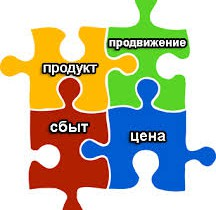 продвижение
продукт
сбыт
цена